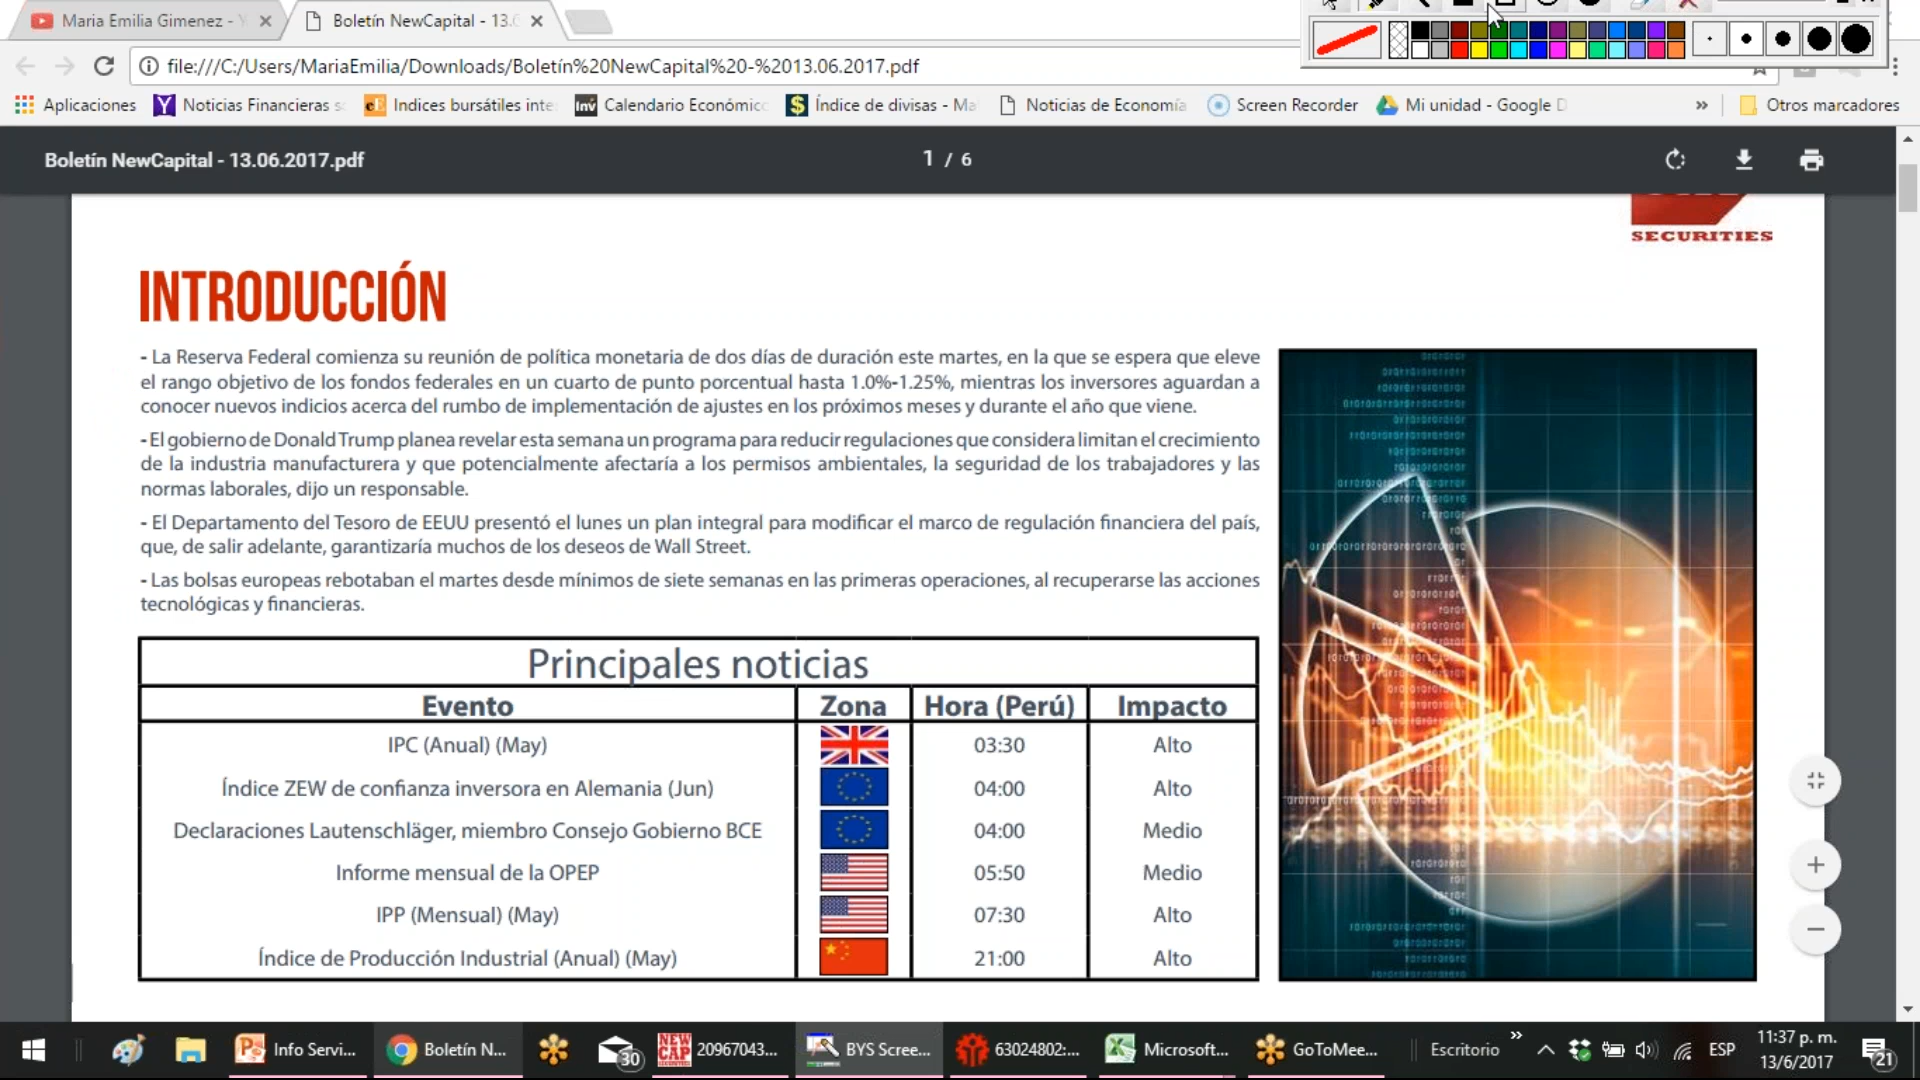 Maria Emilia Gimenez - Y
Boletín NewCapital - 13.0
file:///C:/Users/MariaEmilia/Downloads/Boletín%20NewCapital%20-%2013.06.2017.pdf
Aplicaciones
Noticias Financieras s
Indices bursátiles inte
Calendario Económico
Índice de divisas - Ma
Noticias de Economía
Screen Recorder
Mi unidad - Google D
»
Otros marcadores
Boletín NewCapital - 13.06.2017.pdf
1 / 6
SECURITIES
INTRODUCCIÓN
- La Reserva Federal comienza su reunión de política monetaria de dos días de duración este martes, en la que se espera que eleve
el rango objetivo de los fondos federales en un cuarto de punto porcentual hasta 1.0%-1.25%, mientras los inversores aguardan a
conocer nuevos indicios acerca del rumbo de implementación de ajustes en los próximos meses y durante el año que viene.
- El gobierno de Donald Trump planea revelar esta semana un programa para reducir regulaciones que considera limitan el crecimiento
de la industria manufacturera y que potencialmente afectaría a los permisos ambientales, la seguridad de los trabajadores y las
normas laborales, dijo un responsable.
- El Departamento del Tesoro de EEUU presentó el lunes un plan integral para modificar el marco de regulación financiera del país,
que, de salir adelante, garantizaría muchos de los deseos de Wall Street.
- Las bolsas europeas rebotaban el martes desde mínimos de siete semanas en las primeras operaciones, al recuperarse las acciones
tecnológicas y financieras.
Principales noticias
Evento Zona Hora (Perú) Impacto
IPC (Anual) (May) 03:30 Alto
Índice ZEW de confianza inversora en Alemania (Jun) 04:00 Alto
Declaraciones Lautenschläger, miembro Consejo Gobierno BCE 04:00 Medio
Informe mensual de la OPEP 05:50 Medio
IPP (Mensual) (May) 07:30 Alto
Índice de Producción Industrial (Anual) (May) 21:00 Alto
Info Servi...
Boletín N...
30
NEW CAP
20967043...
BYS Scree...
63024802:...
Microsoft...
GoToMee...
Escritorio
»
ESP
11:37 p. m.
13/6/2017
21